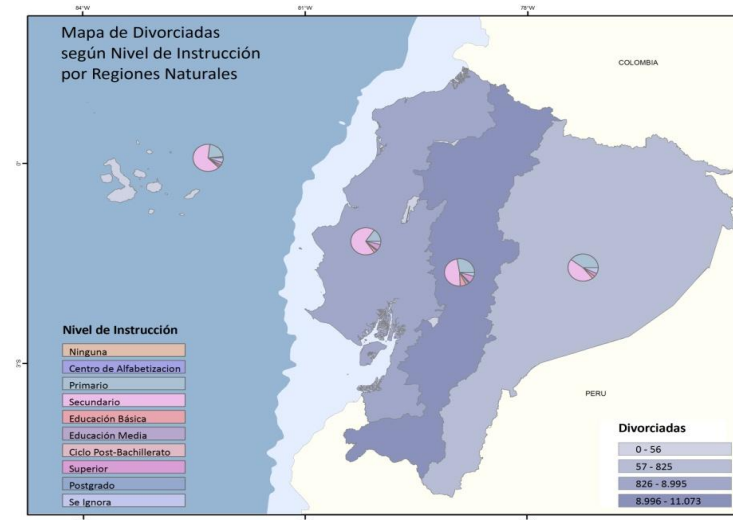 84°W
81°W
78°W
Mapa de Divorciadas
según Nivel de Instrucción
por Regiones Naturales
COLOMBIA
0°
3°S
PERU
Nivel de Instrucción
Ninguna
Centro de Alfabetizacion
Primario
Secundario
Educación Básica
Educación Media
Ciclo Post-Bachillerato
Superior
Postgrado
Se Ignora
Divorciadas
0 - 56
57 - 825
826 - 8.995
8.996 - 11.073